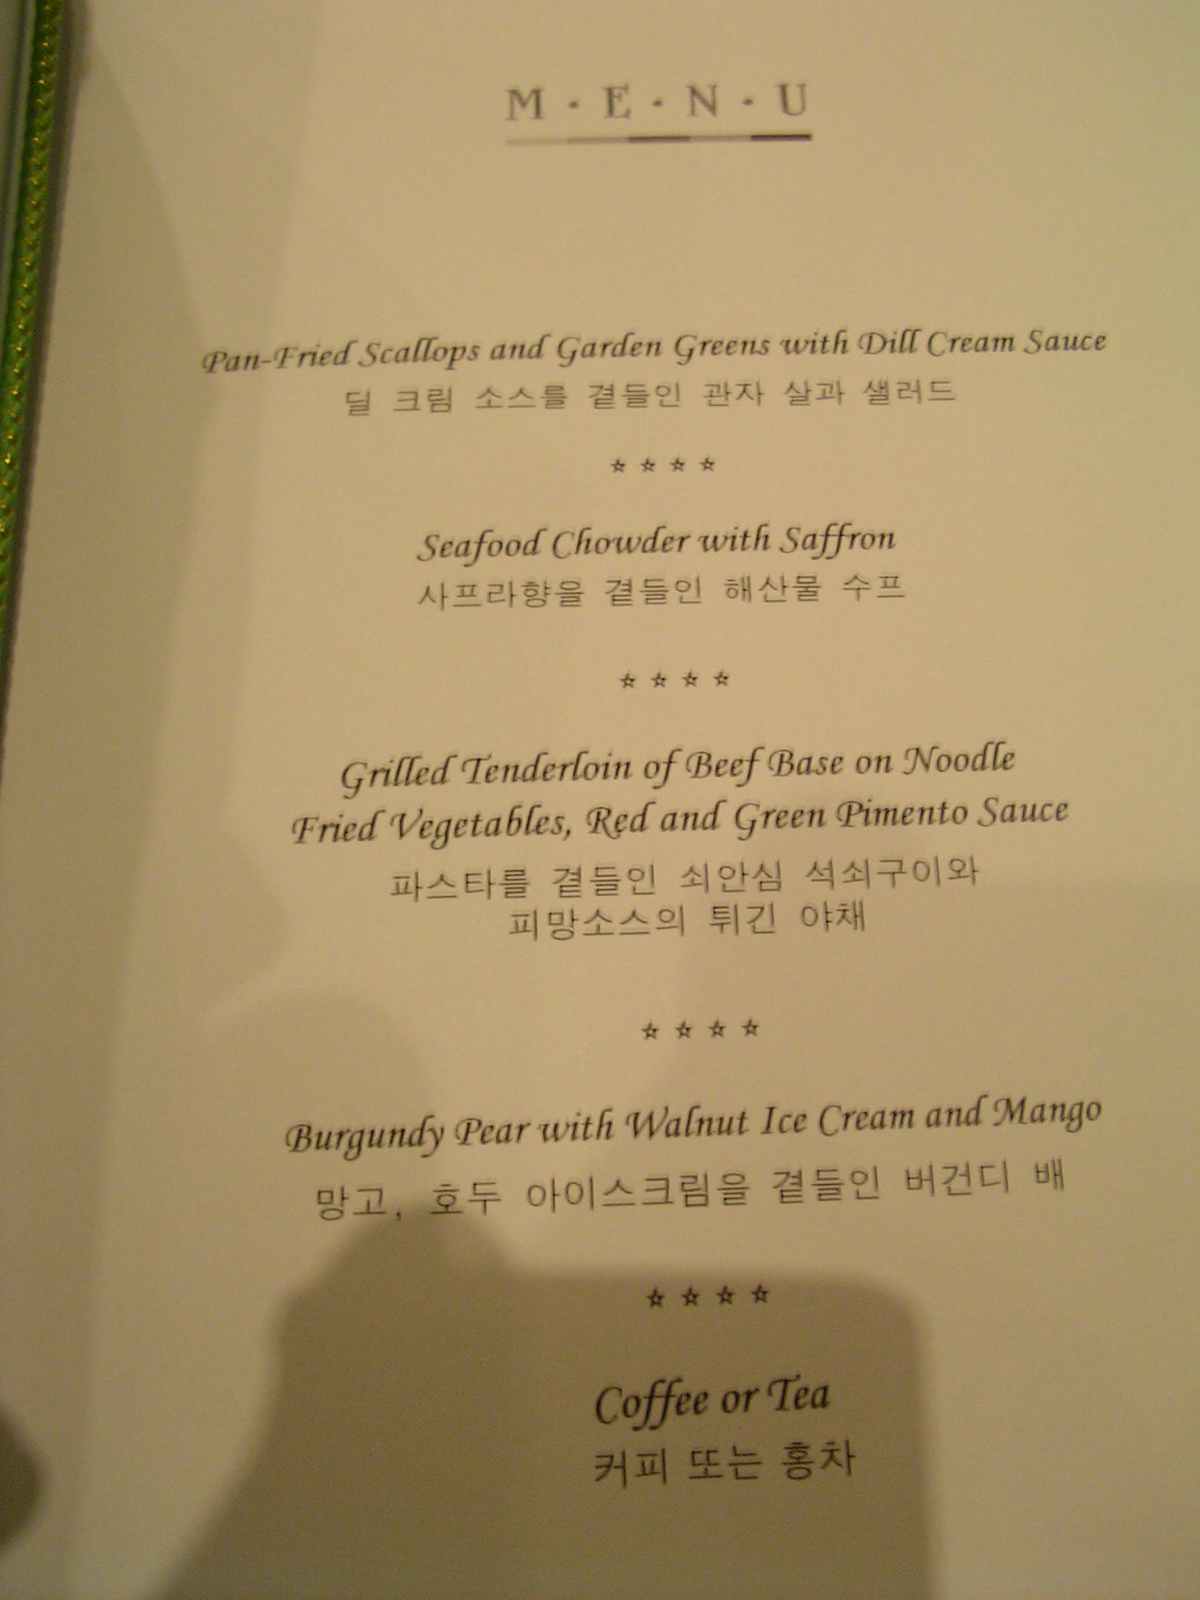 M·E·N·U
Pan-Fried Scallops and Garden Greens with Dill Cream Sauce
딜 크림 소스를 곁들인 관자 살과 샐러드
☆ ☆ ☆ ☆
Seafood Chowder with Saffron
사프라향을 곁들인 해산물 수프
☆ ☆ ☆ ☆
Grilled Tenderloin of Beef Base on Noodle
Fried Vegetables, Red and Green Pimento Sauce
파스타를 곁들인 쇠안심 석쇠구이와
피망소스의 튀긴 야채
☆ ☆ ☆ ☆
Burgundy Pear with Walnut Ice Cream and Mango
망고, 호두 아이스크림을 곁들인 버건디 배
☆ ☆ ☆ ☆
Coffee or Tea
커피 또는 홍차